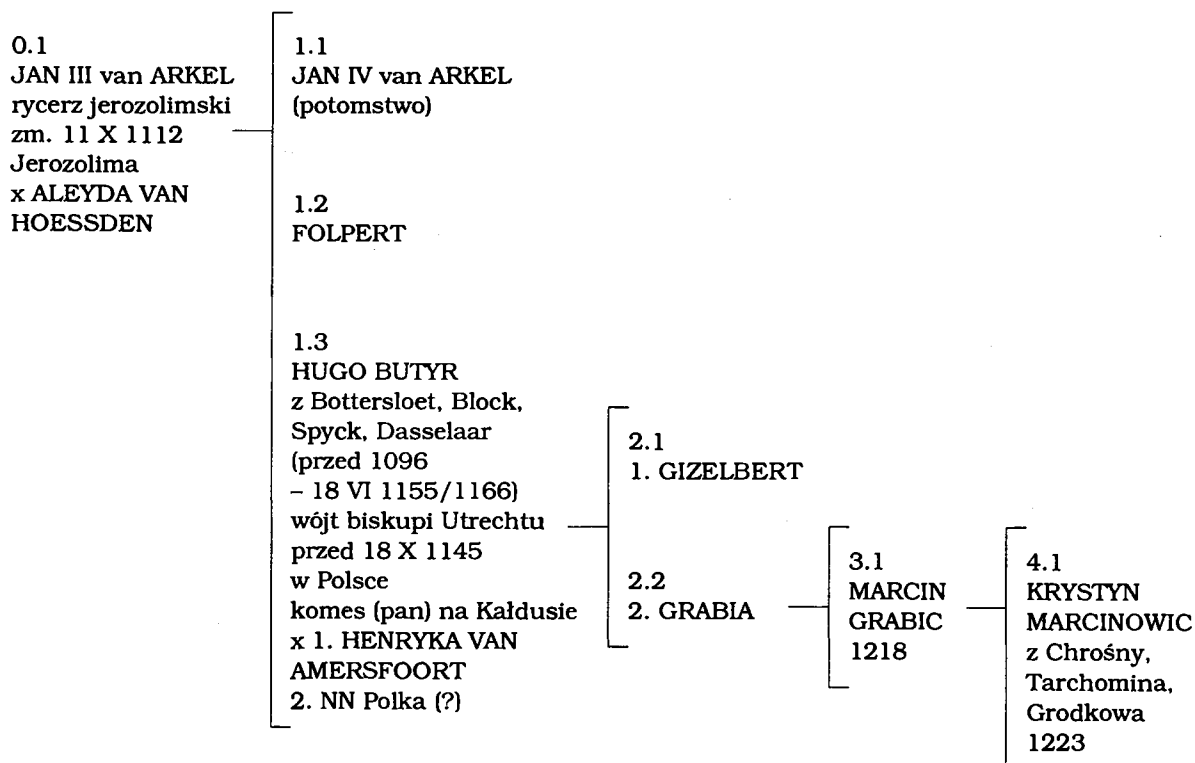 0.1
JAN III van ARKEL
rycerz jerozolimski
zm. 11 X 1112
Jerozolima
x ALEYDA VAN
HOESSDEN
1.1
JAN IV van ARKEL
(potomstwo)
1.2
FOLPERT
1.3
HUGO BUTYR
z Bottersloet, Block,
Spyck, Dasselaar
(przed 1096
– 18 VI 1155/1166)
wójt biskupi Utrechtu
przed 18 X 1145
w Polsce
komes (pan) na Kałdusie
x 1. HENRYKA VAN
AMERSFOORT
2. NN Polka (?)
2.1
1. GIZELBERT
2.2
2. GRABIA
3.1
MARCIN
GRABIC
1218
4.1
KRYSTYN
MARCINOWIC
z Chrośny,
Tarchomina,
Grodkowa
1223